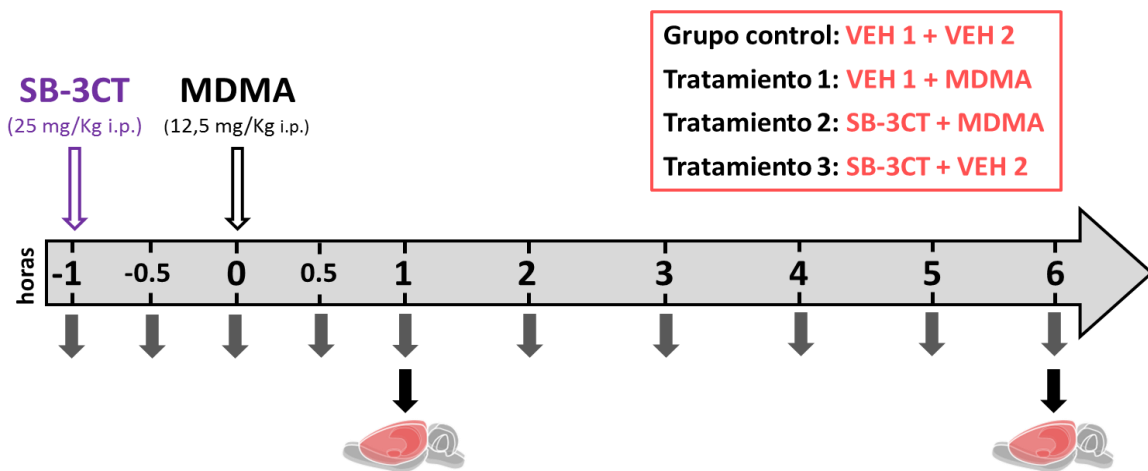 Grupo control: VEH 1 + VEH 2
Tratamiento 1: VEH 1 + MDMA
Tratamiento 2: SB-3CT + MDMA
Tratamiento 3: SB-3CT + VEH 2
SB-3CT
(25 mg/Kg i.p.)
MDMA
(12,5 mg/Kg i.p.)
horas
-1 -0.5 0 0.5 1 2 3 4 5 6